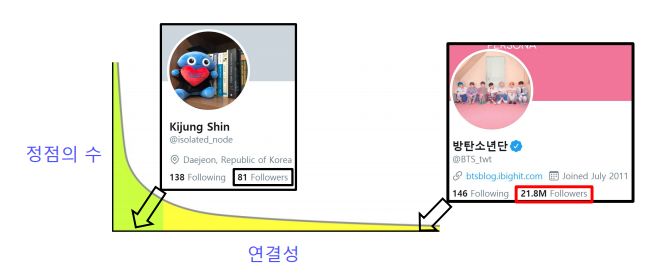 Kijung Shin
@isolated_node
Daejeon, Republic of Korea
138 Following 81 Followers
PERSONA
방탄소년단
@BTS_twt
btsblog.ibighit.com Joined July 2011
146 Following 21.8M Followers
정점의 수
연결성